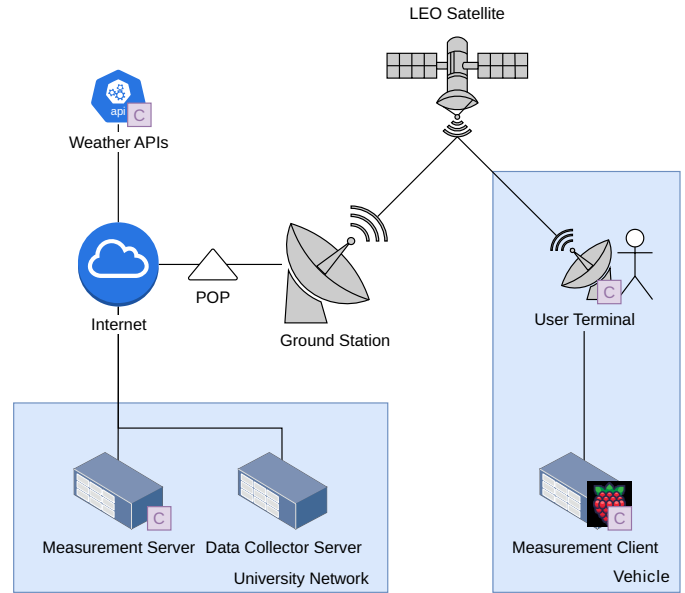 LEO Satellite
api
C
Weather APIs
Internet
POP
Ground Station
C
User Terminal
C
Measurement Server
Data Collector Server
University Network
C
Measurement Client
Vehicle